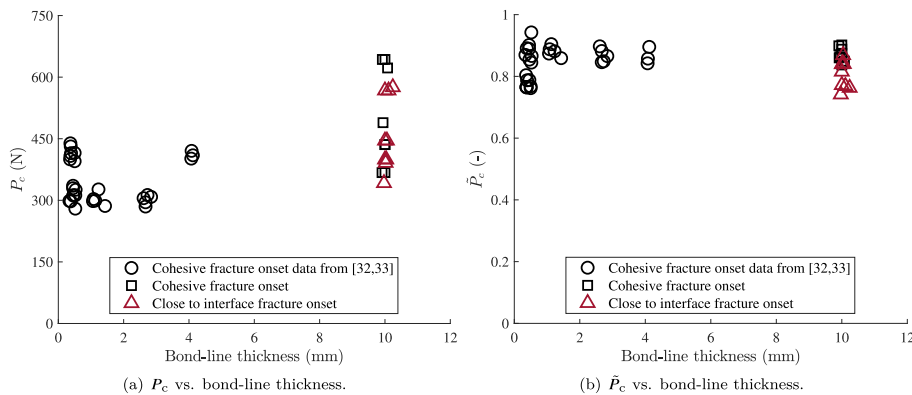 750
600
450
300
150
0
P_c (N)
Cohesive fracture onset data from [32,33]
Cohesive fracture onset
Close to interface fracture onset
0 2 4 6 8 10 12
Bond-line thickness (mm)
(a) P_c vs. bond-line thickness.
1
0.8
0.6
0.4
0.2
0
P̃_c (-)
Cohesive fracture onset data from [32,33]
Cohesive fracture onset
Close to interface fracture onset
0 2 4 6 8 10 12
Bond-line thickness (mm)
(b) P̃_c vs. bond-line thickness.